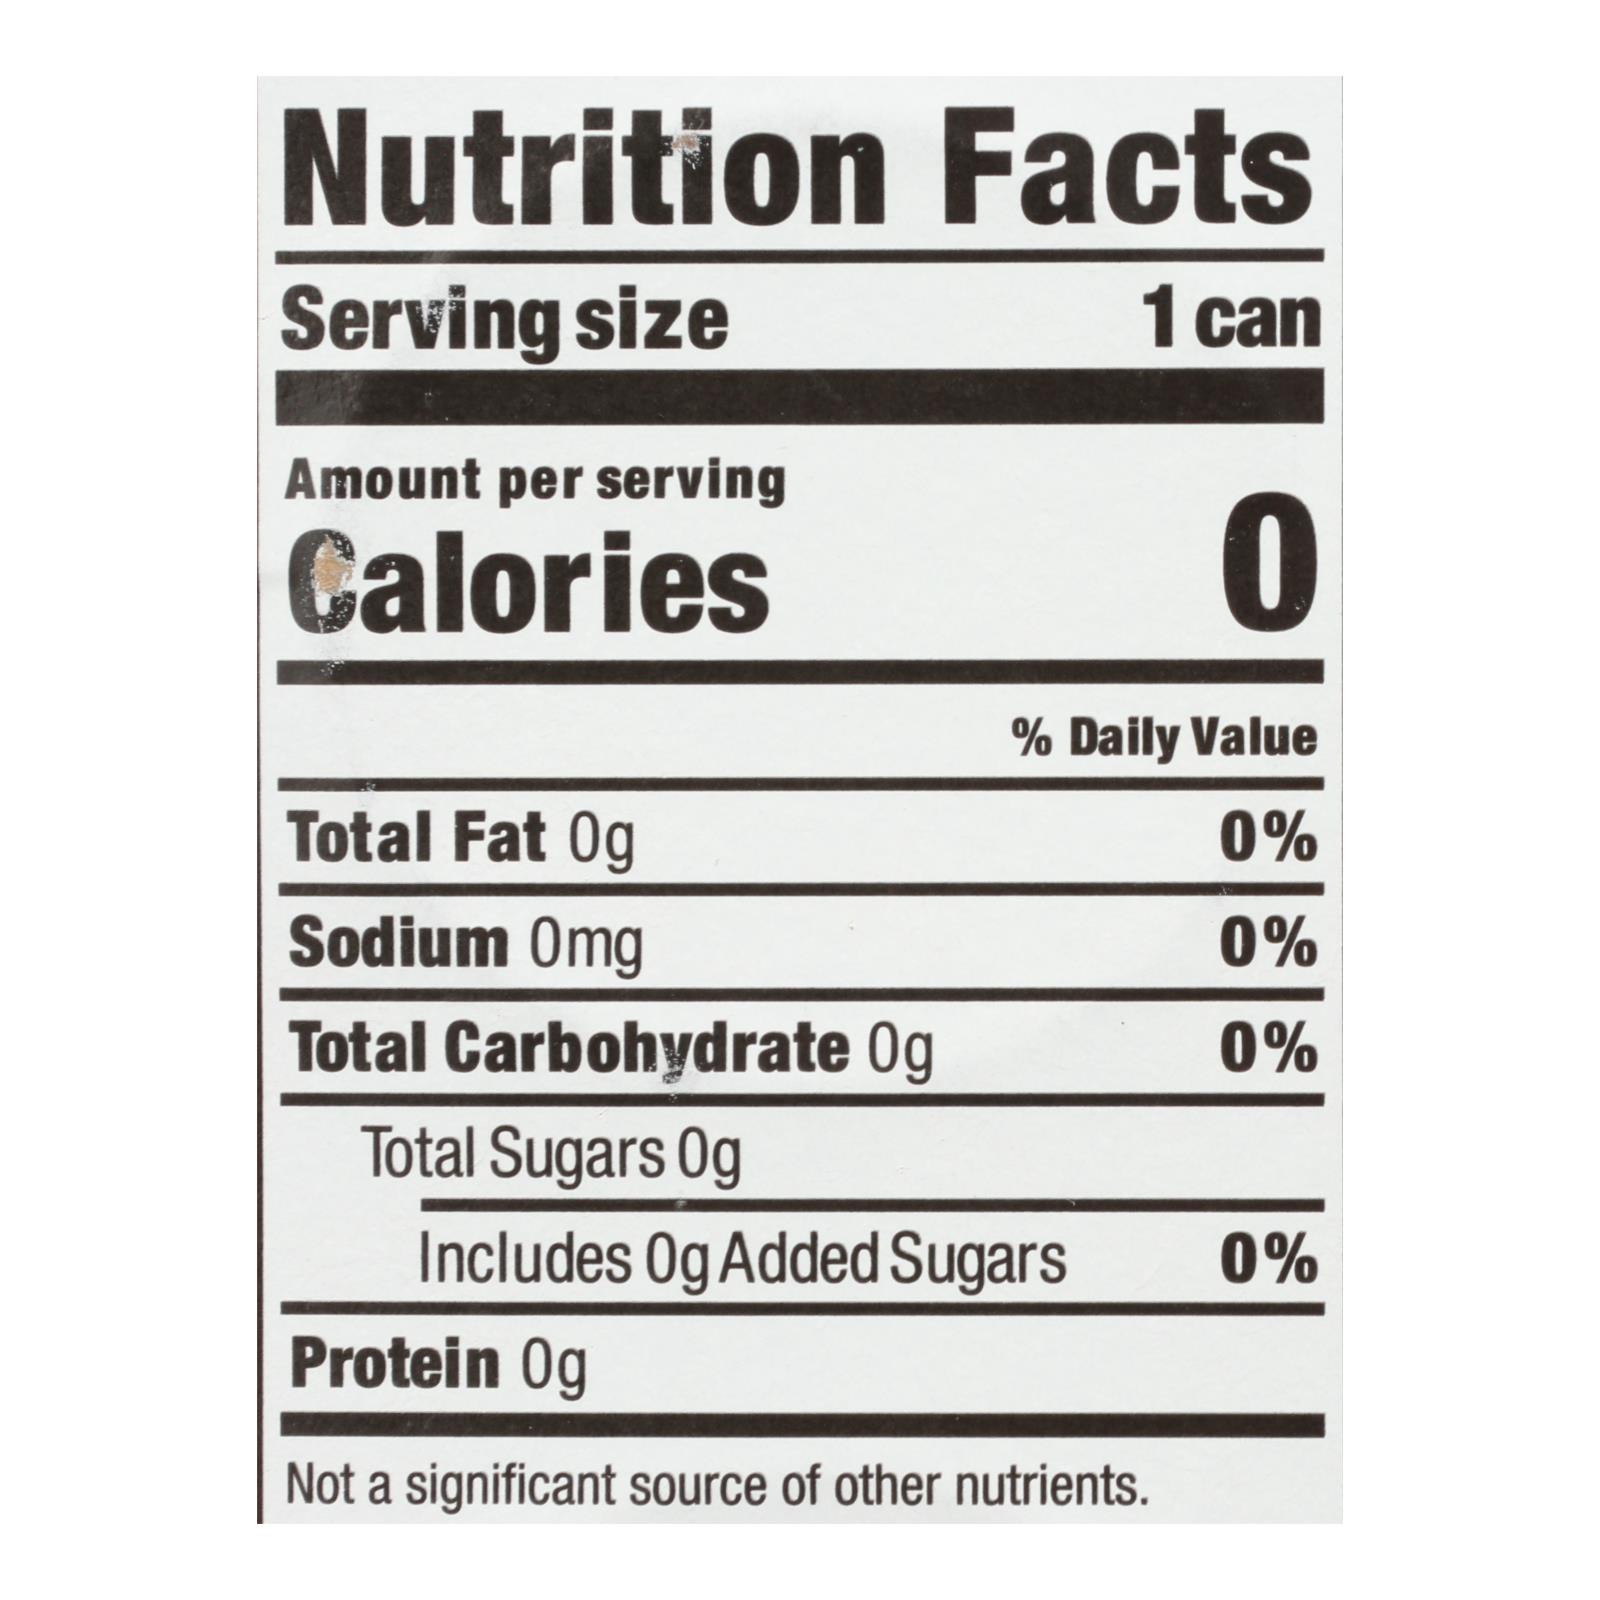 Nutrition Facts
Serving size 1 can
Amount per serving
Calories 0
% Daily Value
Total Fat 0g 0%
Sodium 0mg 0%
Total Carbohydrate 0g 0%
Total Sugars 0g
Includes 0g Added Sugars 0%
Protein 0g
Not a significant source of other nutrients.